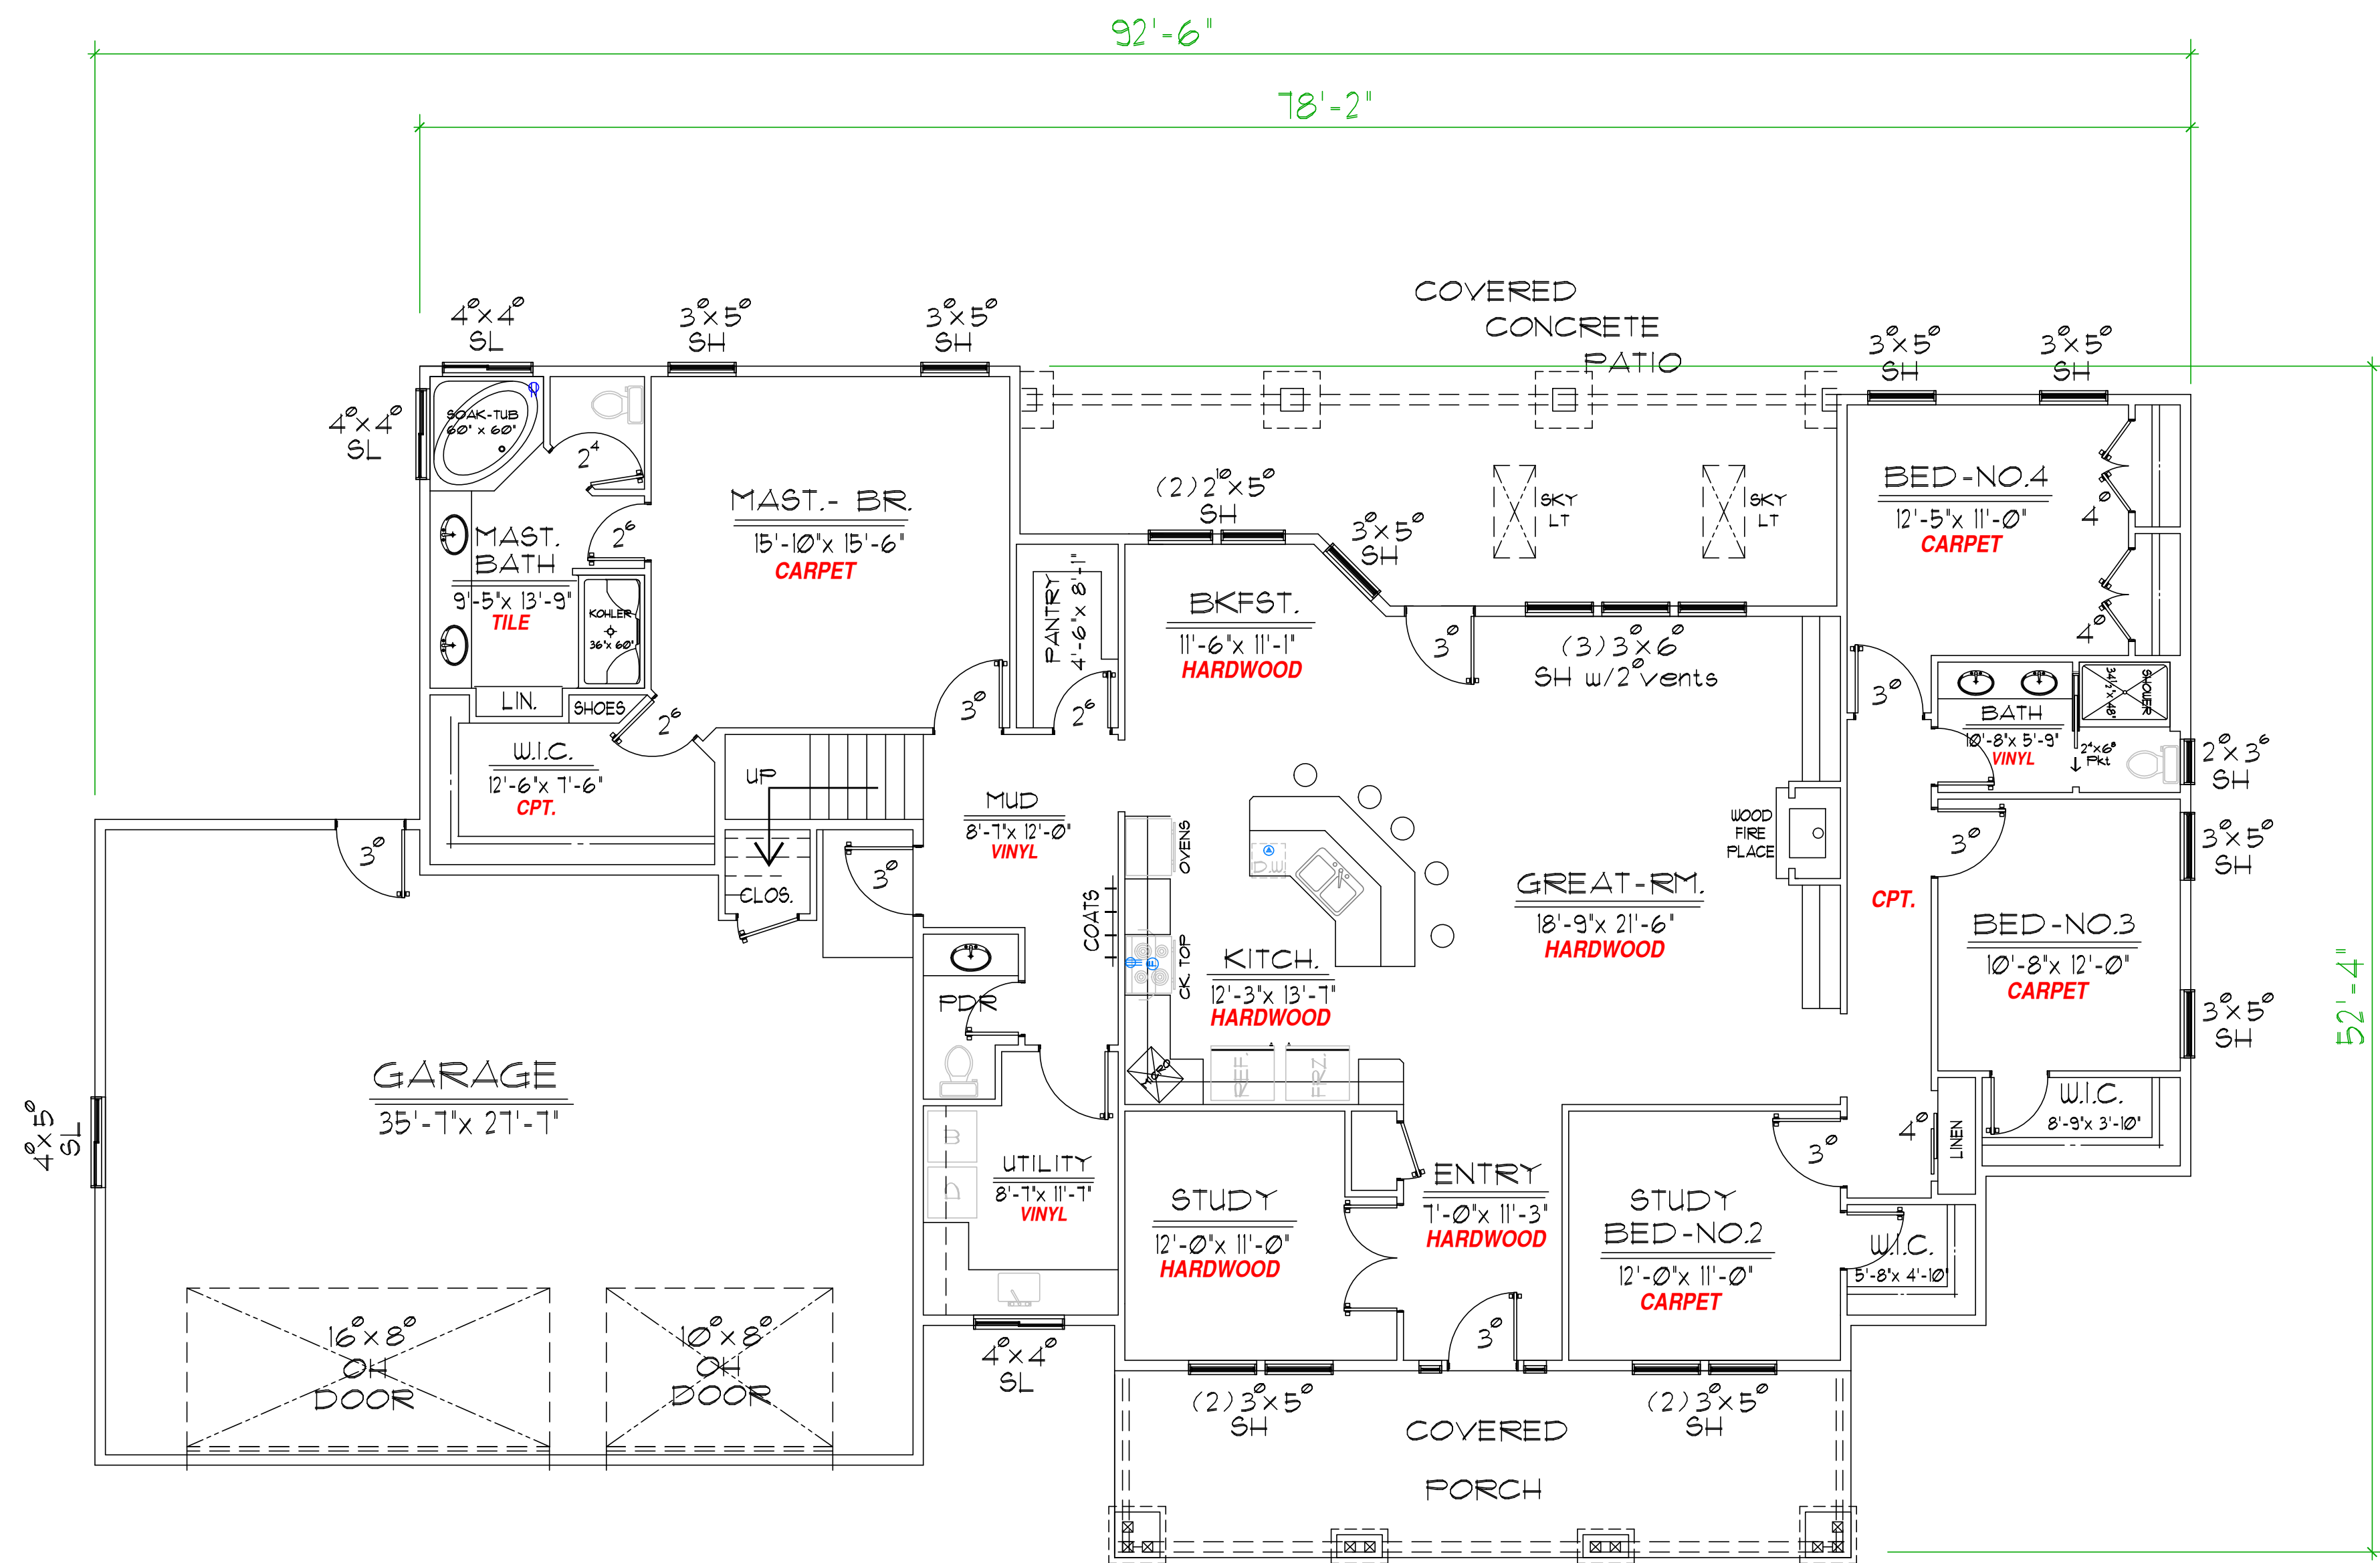 92'-6"
78'-2"
COVERED
CONCRETE
PATIO
4⁰x4⁰
SL
3⁰x5⁰
SH
3⁰x5⁰
SH
3⁰x5⁰
SH
3⁰x5⁰
SH
4⁰x4⁰
SL
SOAK-TUB
60" x 60"
2⁴
MAST.- BR.
15'-10"x 15'-6"
CARPET
(2)2¹⁰x5⁰
SH
3⁰x5⁰
SH
SKY
LT
SKY
LT
BED-NO.4
12'-5"x 11'-0"
CARPET
4⁰
4⁰
2⁶
MAST.
BATH
9'-5"x 13'-9"
TILE
KOHLER
36"x 60"
PANTRY
4'-6"x 8'-1"
BKFST.
11'-6"x 11'-1"
HARDWOOD
3⁰
(3)3⁰x6⁰
SH w/2⁰vents
LIN.
SHOES
2⁶
3⁰
2⁶
3⁰
BATH
10'-8"x 5'-9"
VINYL
SHOWER
34½"x 48"
2⁴x6⁸
Pkt
2⁰x3⁶
SH
W.I.C.
12'-6"x 7'-6"
CPT.
UP
MUD
8'-7"x 12'-0"
VINYL
OVENS
D.W.
WOOD
FIRE
PLACE
3⁰
3⁰x5⁰
SH
3⁰
3⁰
CLOS.
COATS
CK. TOP
GREAT-RM.
18'-9"x 21'-6"
HARDWOOD
CPT.
BED-NO.3
10'-8"x 12'-0"
CARPET
KITCH.
12'-3"x 13'-7"
HARDWOOD
3⁰x5⁰
SH
52'-4"
PDR
MICRO
REF.
FRZ.
GARAGE
35'-7"x 27'-7"
W.I.C.
8'-9"x 3'-10"
4⁰x5⁰
SL
W
D
UTILITY
8'-7"x 11'-7"
VINYL
STUDY
12'-0"x 11'-0"
HARDWOOD
ENTRY
7'-0"x 11'-3"
HARDWOOD
STUDY
BED-NO.2
12'-0"x 11'-0"
CARPET
3⁰
4⁰
LINEN
W.I.C.
5'-8"x 4'-10"
16⁰x8⁰
OH
DOOR
10⁰x8⁰
OH
DOOR
4⁰x4⁰
SL
3⁰
(2)3⁰x5⁰
SH
(2)3⁰x5⁰
SH
COVERED
PORCH